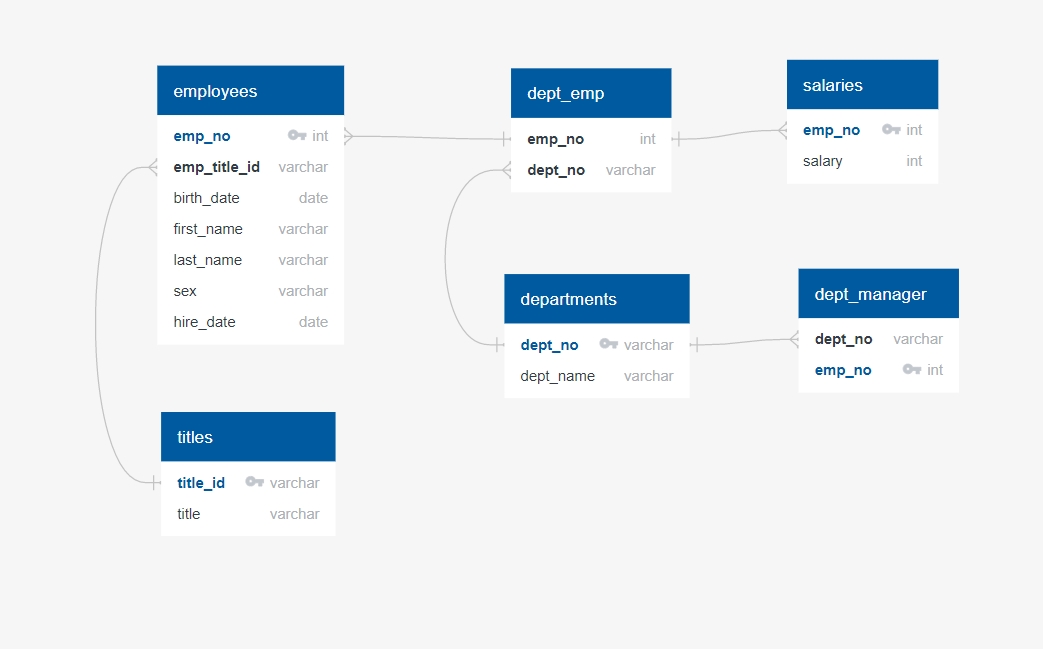 employees
emp_no int
emp_title_id varchar
birth_date date
first_name varchar
last_name varchar
sex varchar
hire_date date
dept_emp
emp_no int
dept_no varchar
salaries
emp_no int
salary int
departments
dept_no varchar
dept_name varchar
dept_manager
dept_no varchar
emp_no int
titles
title_id varchar
title varchar